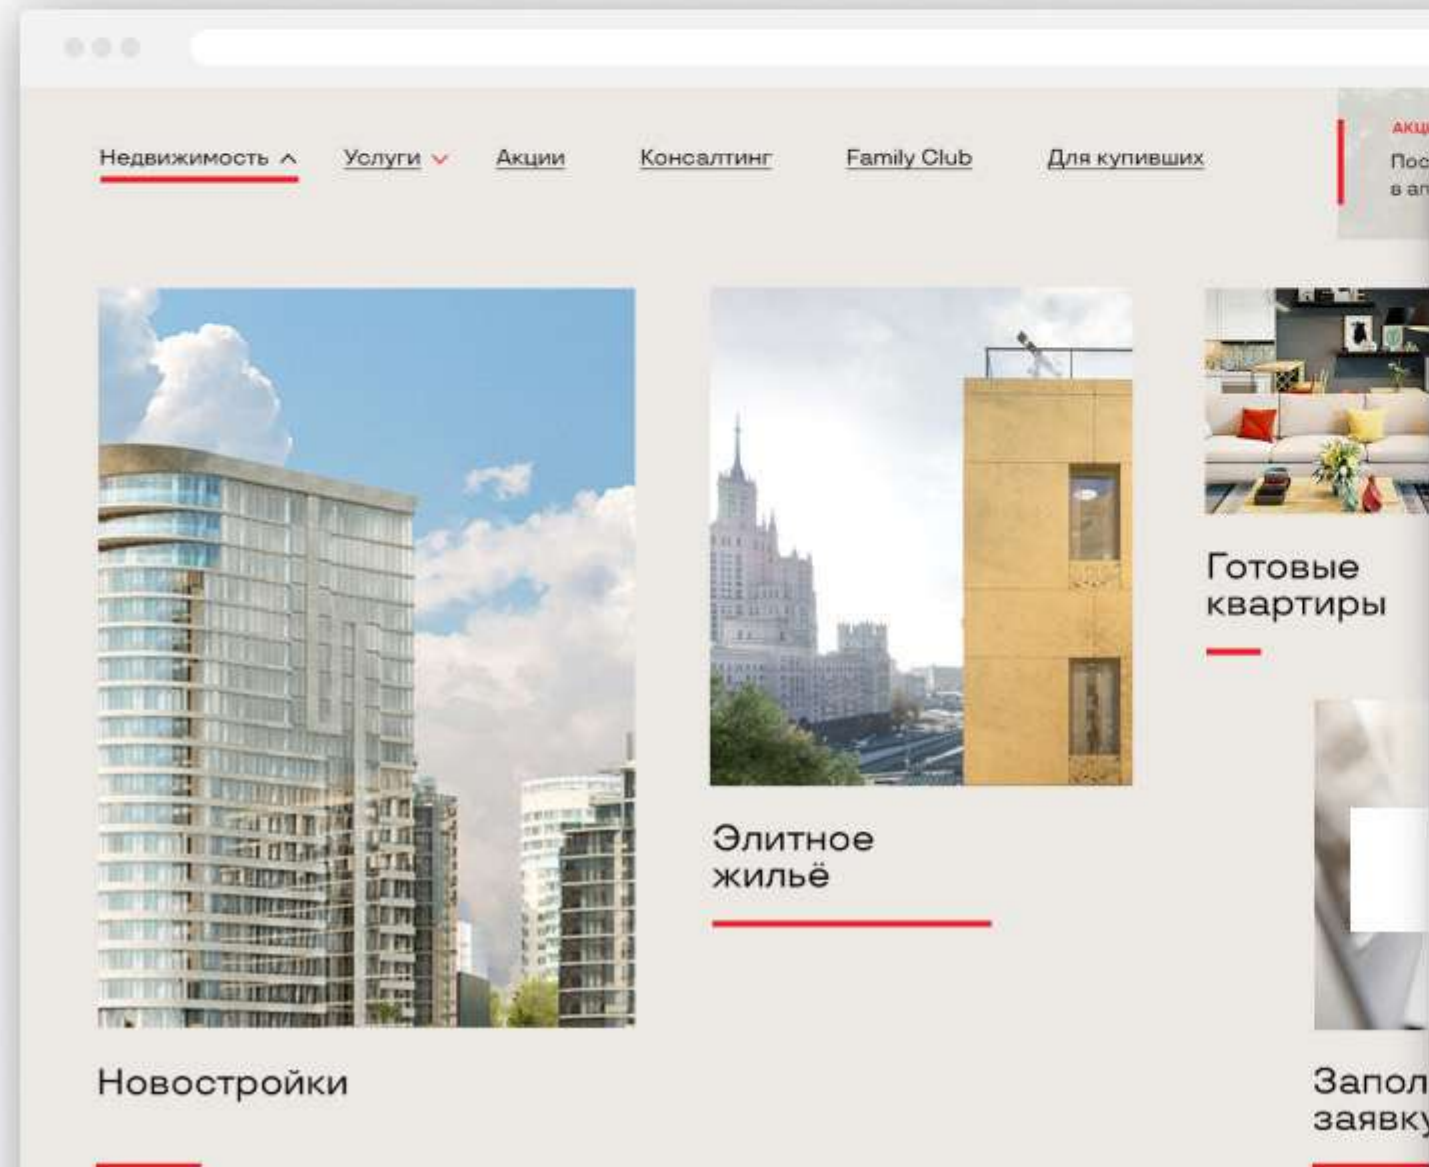 Недвижимость
Услуги
Акции
Консалтинг
Family Club
Для купивших
Готовые
квартиры
Элитное
жильё
Новостройки